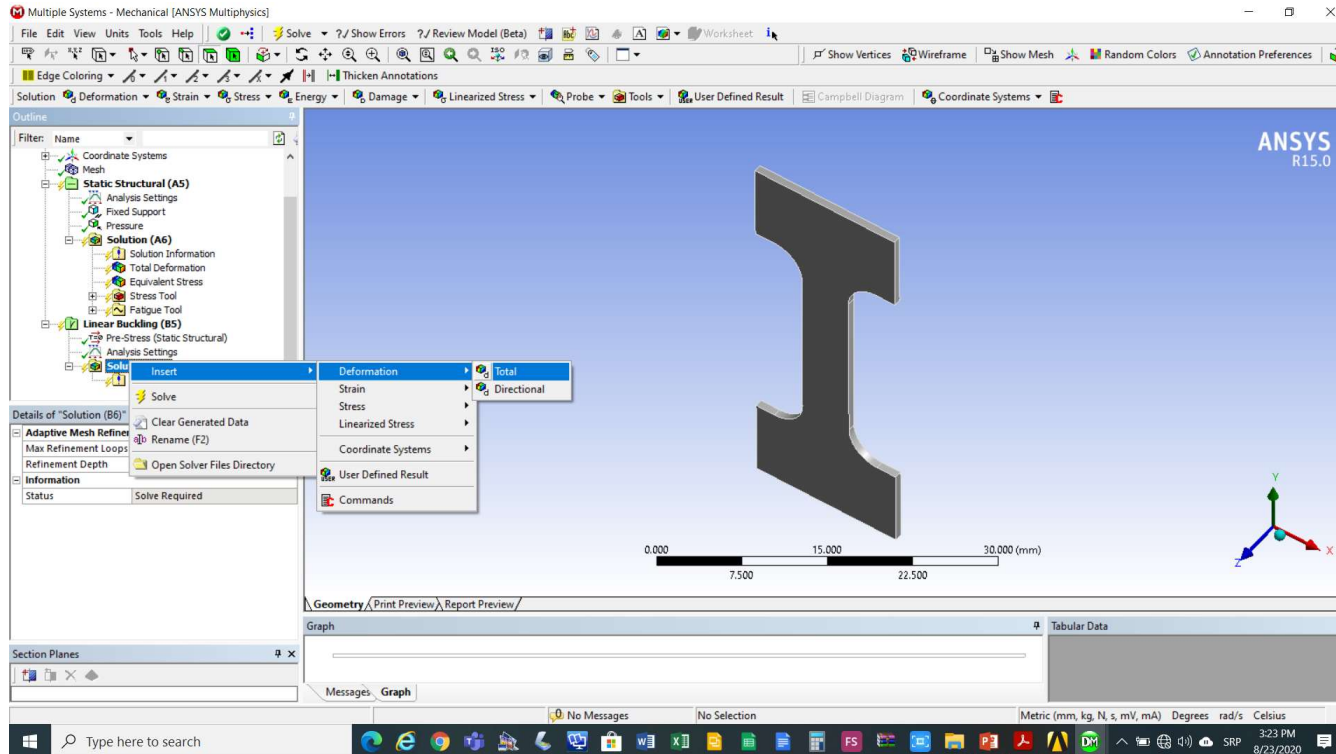 Multiple Systems - Mechanical [ANSYS Multiphysics]
File Edit View Units Tools Help Solve ?/ Show Errors ?/ Review Model (Beta) A Worksheet
Show Vertices Wireframe Show Mesh Random Colors Annotation Preferences
Edge Coloring Thicken Annotations
Solution Deformation Strain Stress Energy Damage Linearized Stress Probe Tools User Defined Result Campbell Diagram Coordinate Systems
Outline
Filter: Name
Coordinate Systems
Mesh
Static Structural (A5)
Analysis Settings
Fixed Support
Pressure
Solution (A6)
Solution Information
Total Deformation
Equivalent Stress
Stress Tool
Fatigue Tool
Linear Buckling (B5)
Pre-Stress (Static Structural)
Analysis Settings
Solu
Insert
Solve
Clear Generated Data
Rename (F2)
Open Solver Files Directory
Deformation
Strain
Stress
Linearized Stress
Coordinate Systems
User Defined Result
Commands
Total
Directional
Details of "Solution (B6)"
Adaptive Mesh Refiner
Max Refinement Loops
Refinement Depth
Information
Status Solve Required
ANSYS
R15.0
0.000 15.000 30.000 (mm)
7.500 22.500
Y
X
Z
Geometry Print Preview Report Preview
Graph
Tabular Data
Section Planes
Messages Graph
No Messages No Selection Metric (mm, kg, N, s, mV, mA) Degrees rad/s Celsius
Type here to search
SRP
3:23 PM
8/23/2020